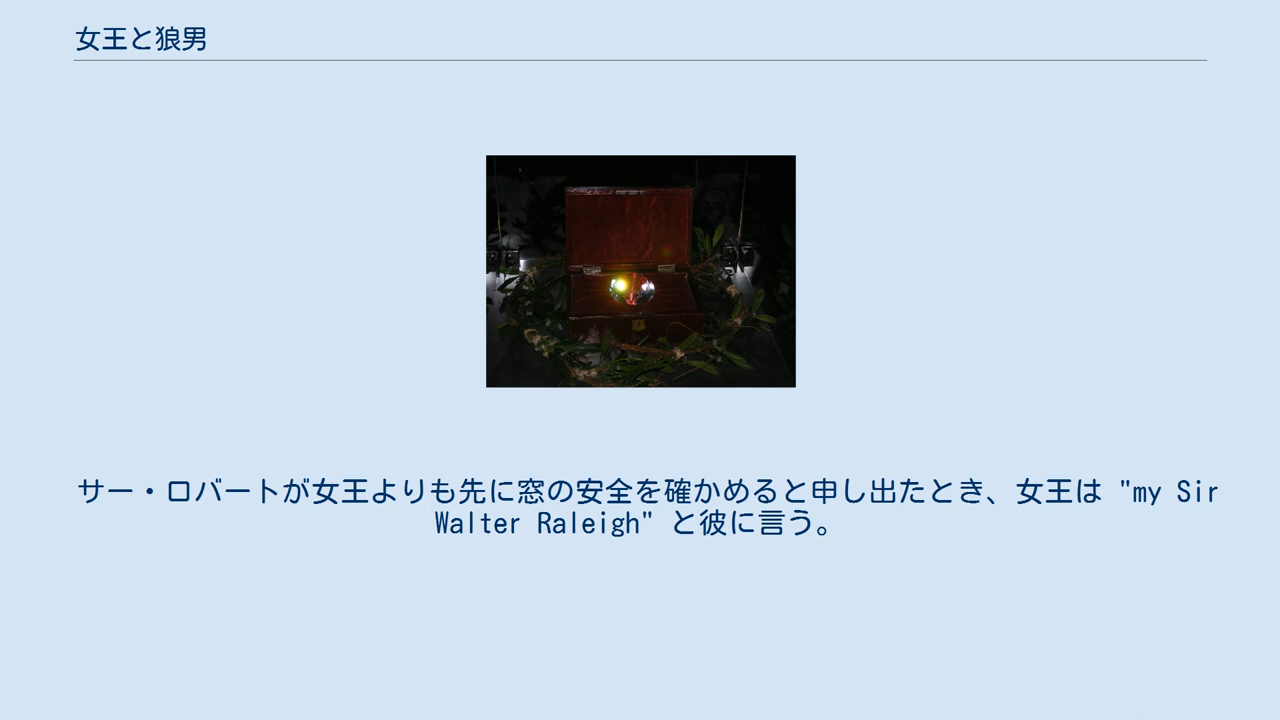 女王と狼男
サー・ロバートが女王よりも先に窓の安全を確かめると申し出たとき、女王は "my Sir
Walter Raleigh" と彼に言う。